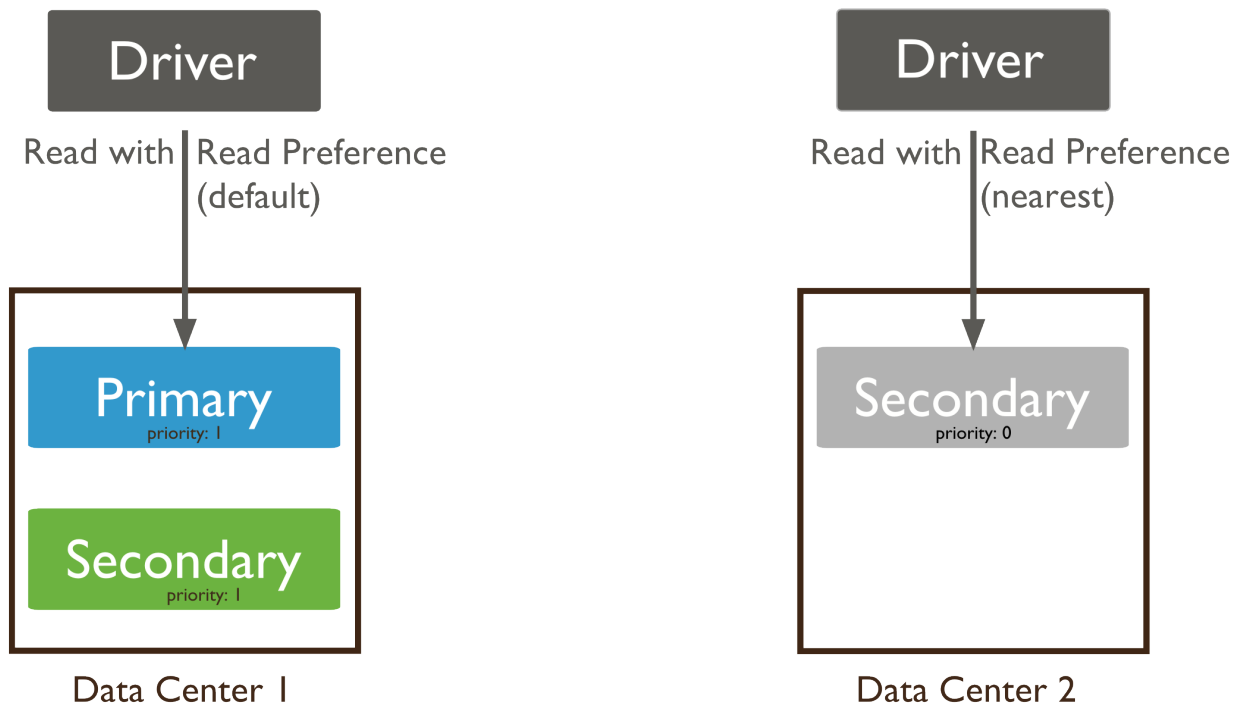 Driver
Read with Read Preference
(default)
Primary
priority: 1
Secondary
priority: 1
Data Center 1
Driver
Read with Read Preference
(nearest)
Secondary
priority: 0
Data Center 2